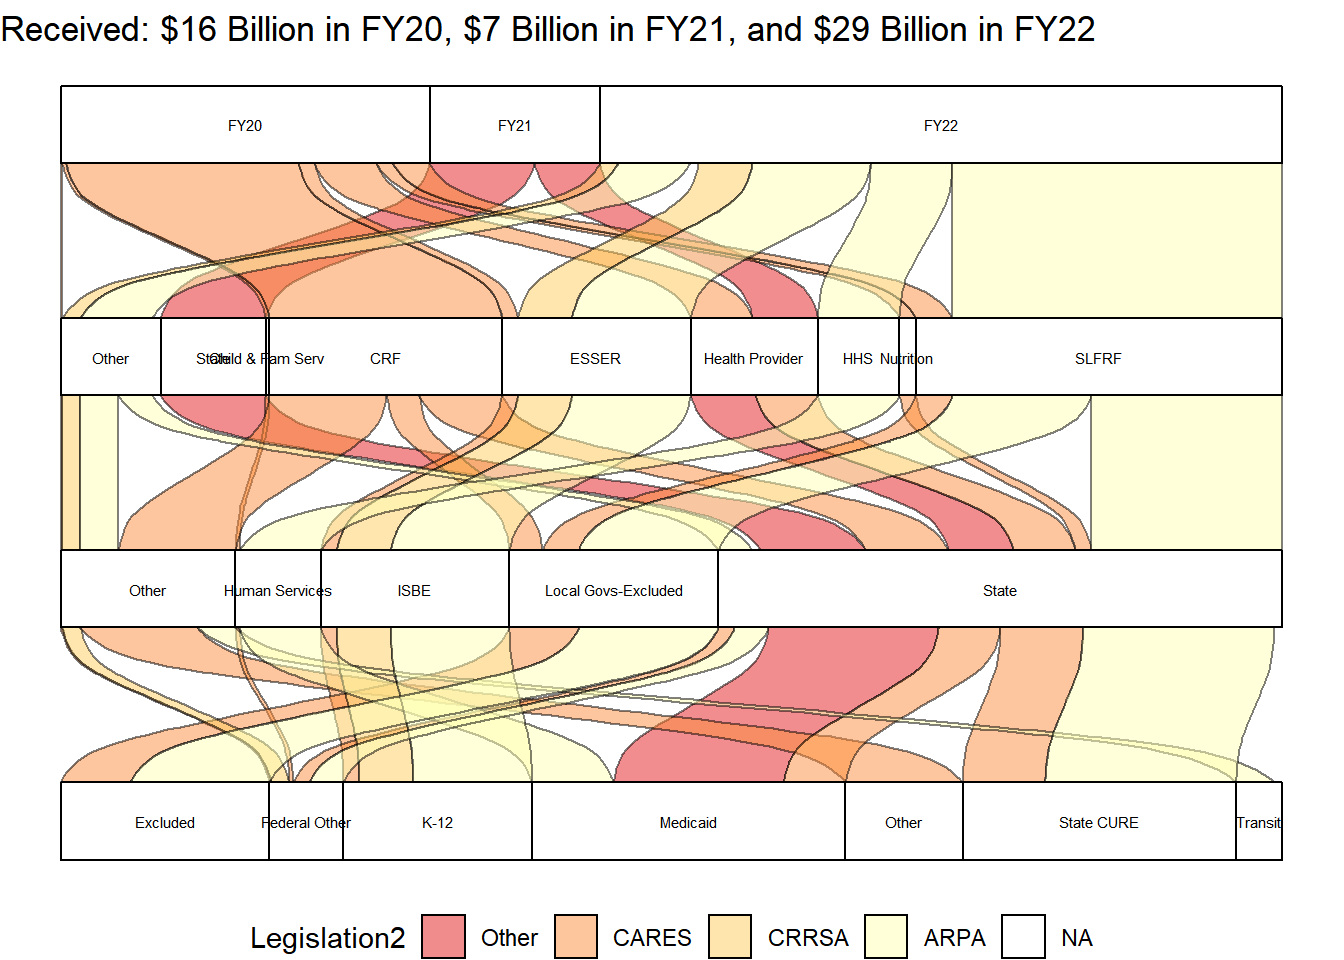 Received: $16 Billion in FY20, $7 Billion in FY21, and $29 Billion in FY22
FY20 FY21 FY22
Other State Child & Fam Serv CRF ESSER Health Provider HHS Nutrition SLFRF
Other Human Services ISBE Local Govs-Excluded State
Excluded Federal Other K-12 Medicaid Other State CURE Transit
Legislation2 Other CARES CRRSA ARPA NA